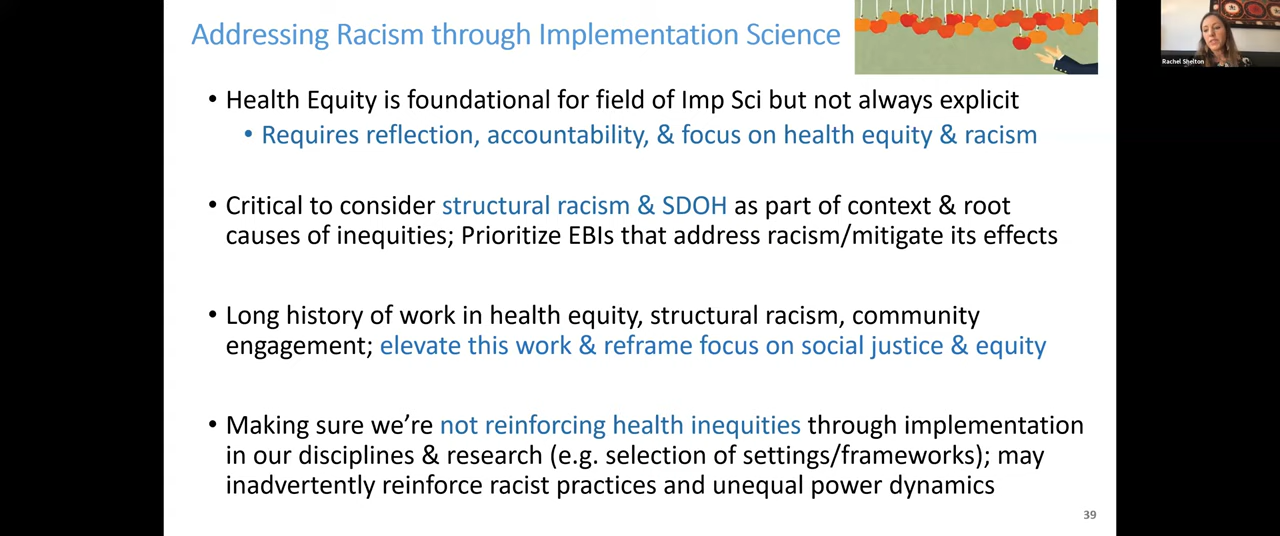 Addressing Racism through Implementation Science
Rachel Shelton
• Health Equity is foundational for field of Imp Sci but not always explicit
• Requires reflection, accountability, & focus on health equity & racism
• Critical to consider structural racism & SDOH as part of context & root
causes of inequities; Prioritize EBIs that address racism/mitigate its effects
• Long history of work in health equity, structural racism, community
engagement; elevate this work & reframe focus on social justice & equity
• Making sure we’re not reinforcing health inequities through implementation
in our disciplines & research (e.g. selection of settings/frameworks); may
inadvertently reinforce racist practices and unequal power dynamics
39